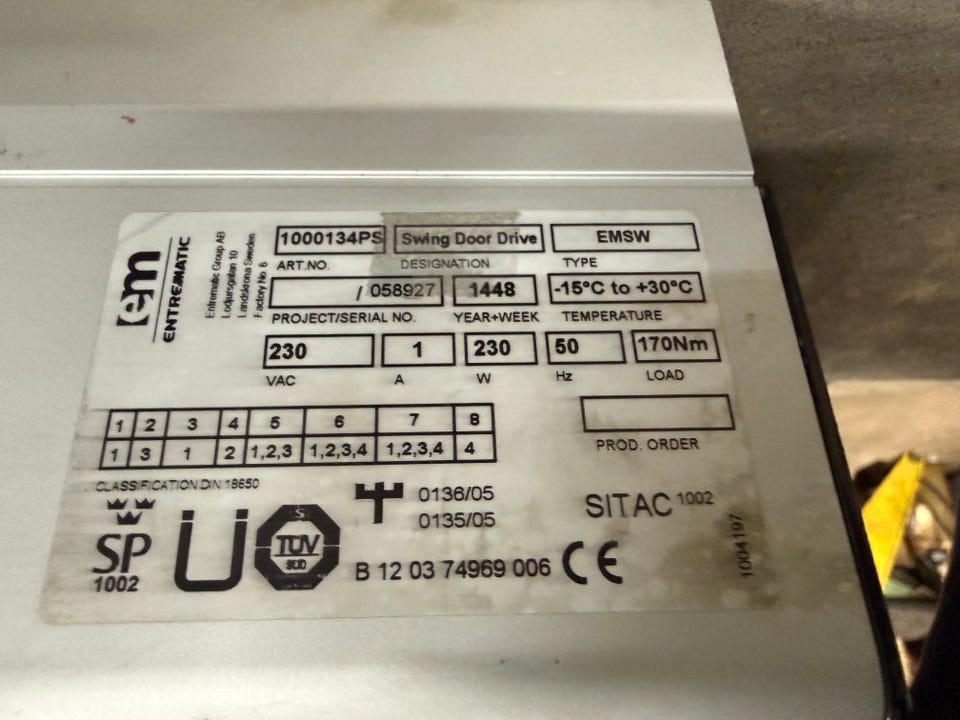 em
ENTREMATIC
Entrematic Group AB
Lodjursgatan 10
Landskrona Sweden
Factory No 6
1000134PS Swing Door Drive EMSW
ART.NO. DESIGNATION TYPE
/ 058927 1448 -15°C to +30°C
PROJECT/SERIAL NO. YEAR+WEEK TEMPERATURE
230 1 230 50 170Nm
VAC A W Hz LOAD
1 2 3 4 5 6 7 8
1 3 1 2 1,2,3 1,2,3,4 1,2,3,4 4
CLASSIFICATION DIN 18650
PROD. ORDER
SP
1002
Ü
S
TÜV
SÜD
0136/05
0135/05
SITAC 1002
B 12 03 74969 006 CE
1004197